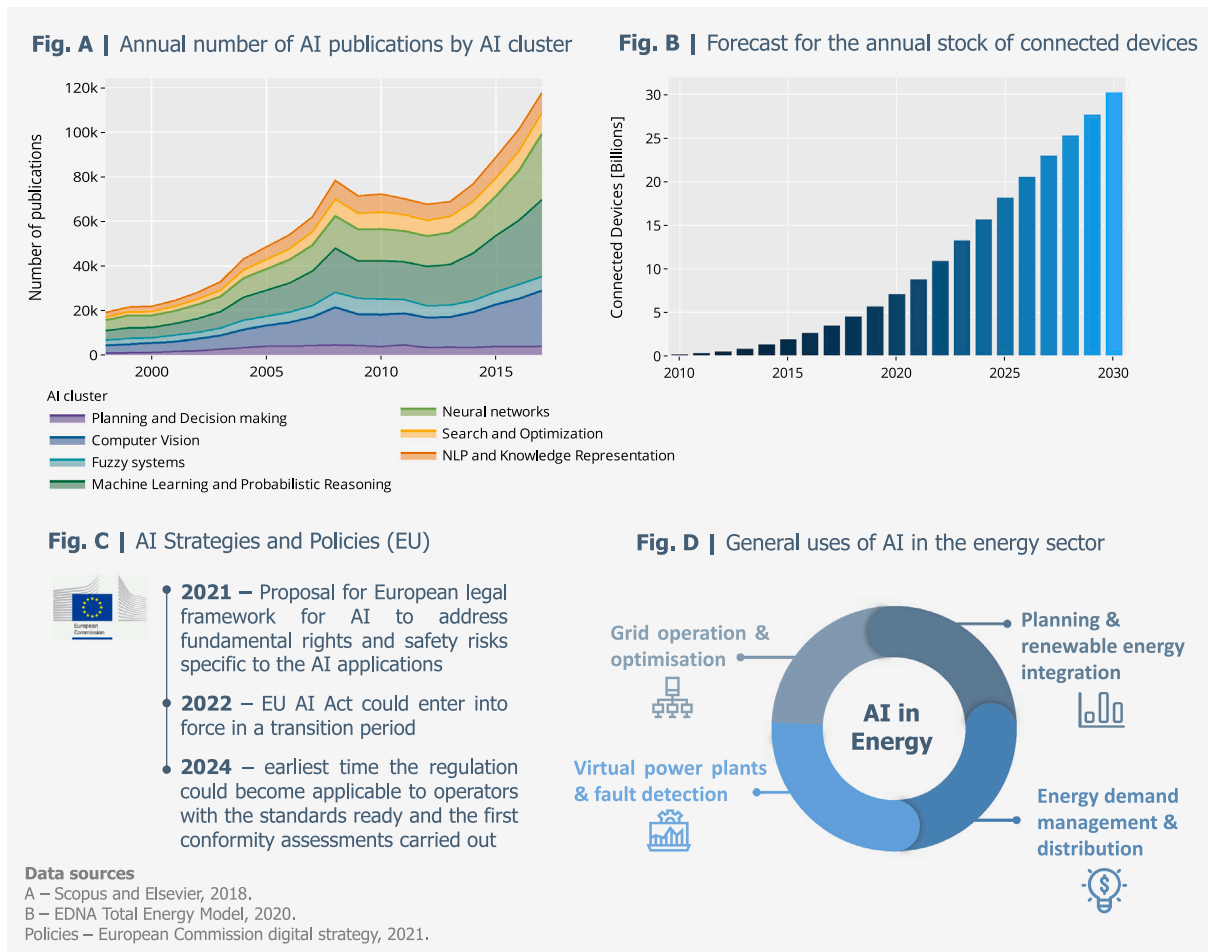 Fig. A | Annual number of AI publications by AI cluster
Number of publications
120k
100k
80k
60k
40k
20k
0
2000
2005
2010
2015
AI cluster
Planning and Decision making
Computer Vision
Fuzzy systems
Machine Learning and Probabilistic Reasoning
Neural networks
Search and Optimization
NLP and Knowledge Representation
Fig. B | Forecast for the annual stock of connected devices
Connected Devices [Billions]
30
25
20
15
10
5
0
2010
2015
2020
2025
2030
Fig. C | AI Strategies and Policies (EU)
European
Commission
2021 – Proposal for European legal
framework for AI to address
fundamental rights and safety risks
specific to the AI applications
2022 – EU AI Act could enter into
force in a transition period
2024 – earliest time the regulation
could become applicable to operators
with the standards ready and the first
conformity assessments carried out
Fig. D | General uses of AI in the energy sector
Grid operation &
optimisation
Planning &
renewable energy
integration
AI in
Energy
Virtual power plants
& fault detection
Energy demand
management &
distribution
$
Data sources
A – Scopus and Elsevier, 2018.
B – EDNA Total Energy Model, 2020.
Policies – European Commission digital strategy, 2021.